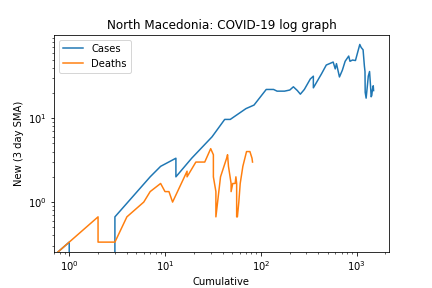 North Macedonia: COVID-19 log graph
Cases
Deaths
New (3 day SMA)
10¹
10⁰
10⁰ 10¹ 10² 10³
Cumulative